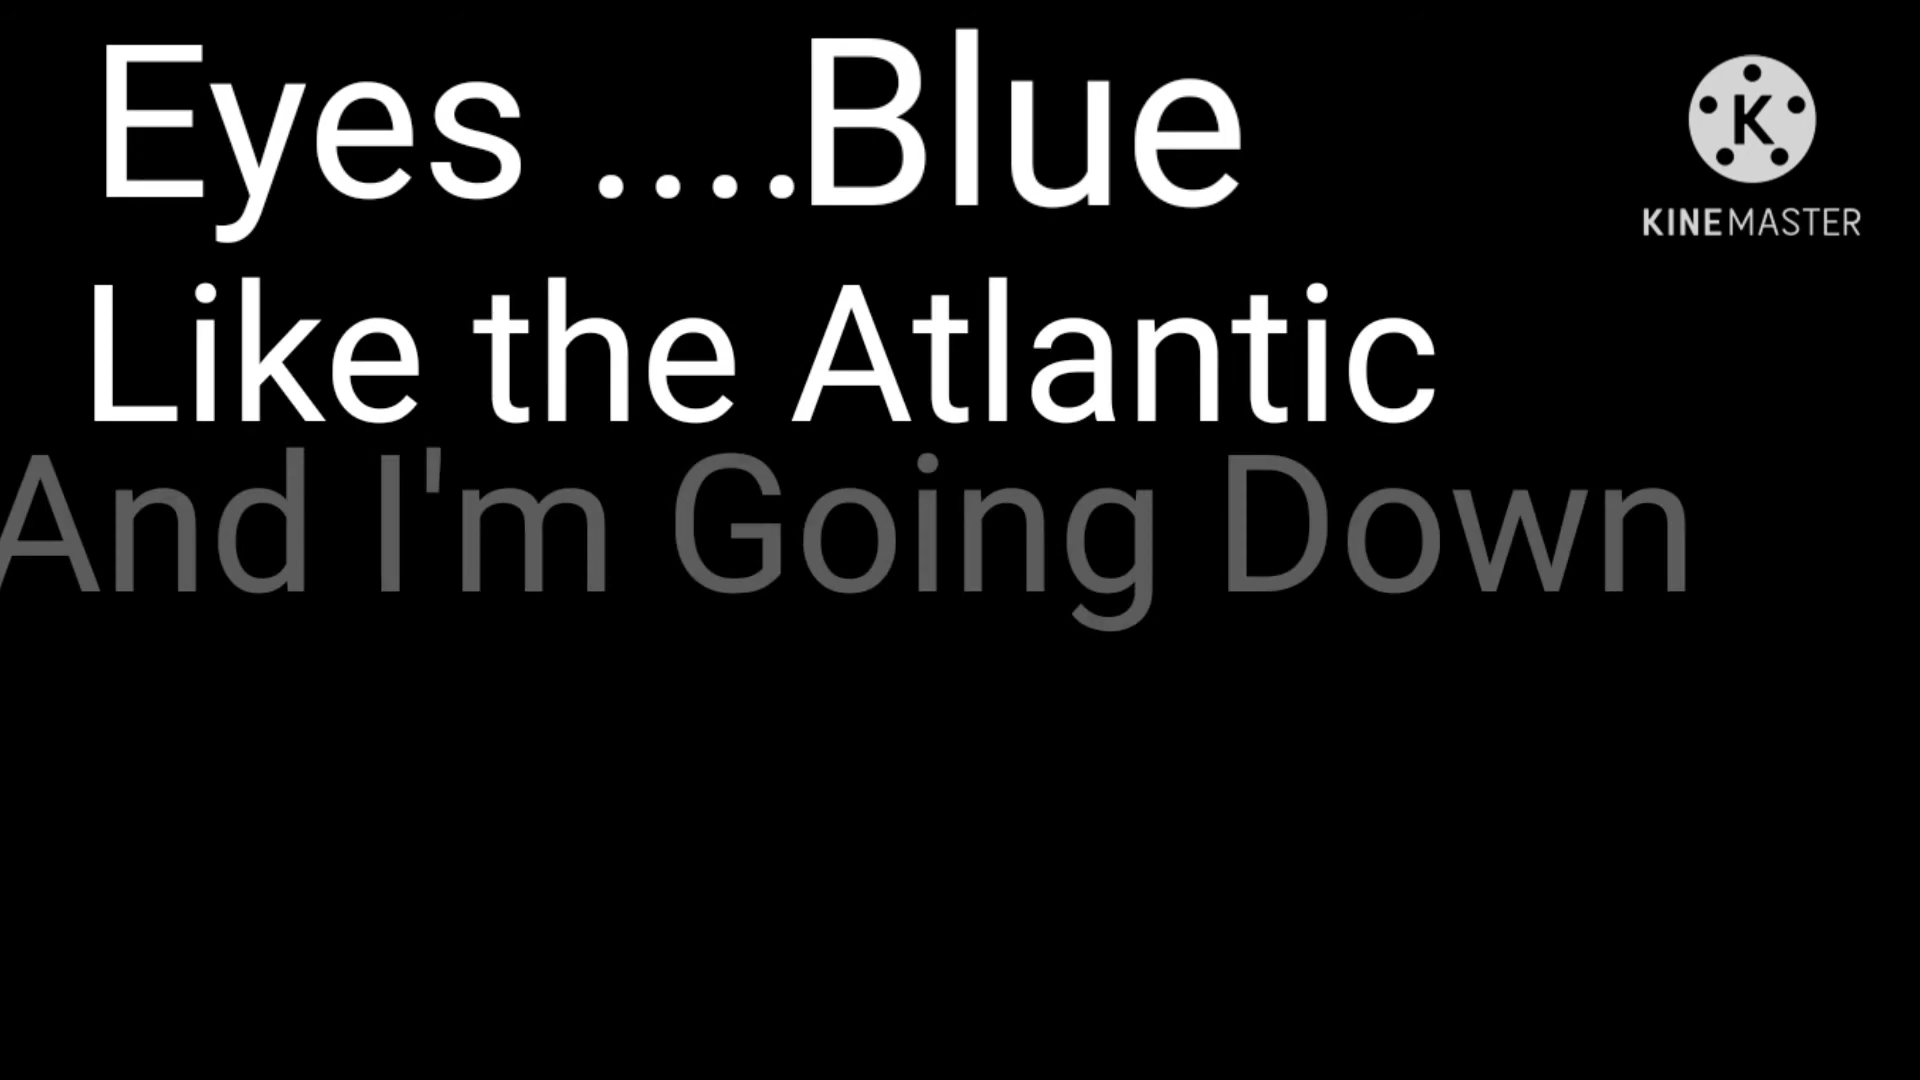 Eyes ....Blue
KINEMASTER
Like the Atlantic
And I'm Going Down